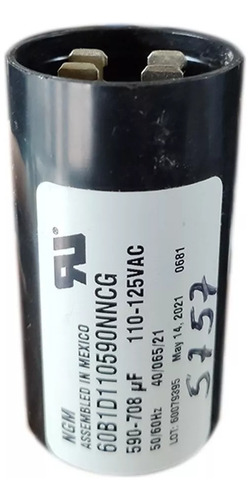 NGM
ASSEMBLED IN MEXICO
60B1D110590NNCG
590-708 µF 110-125VAC
50/60Hz 40/065/21
LOT: 60079395 May 14, 2021 0681
5757